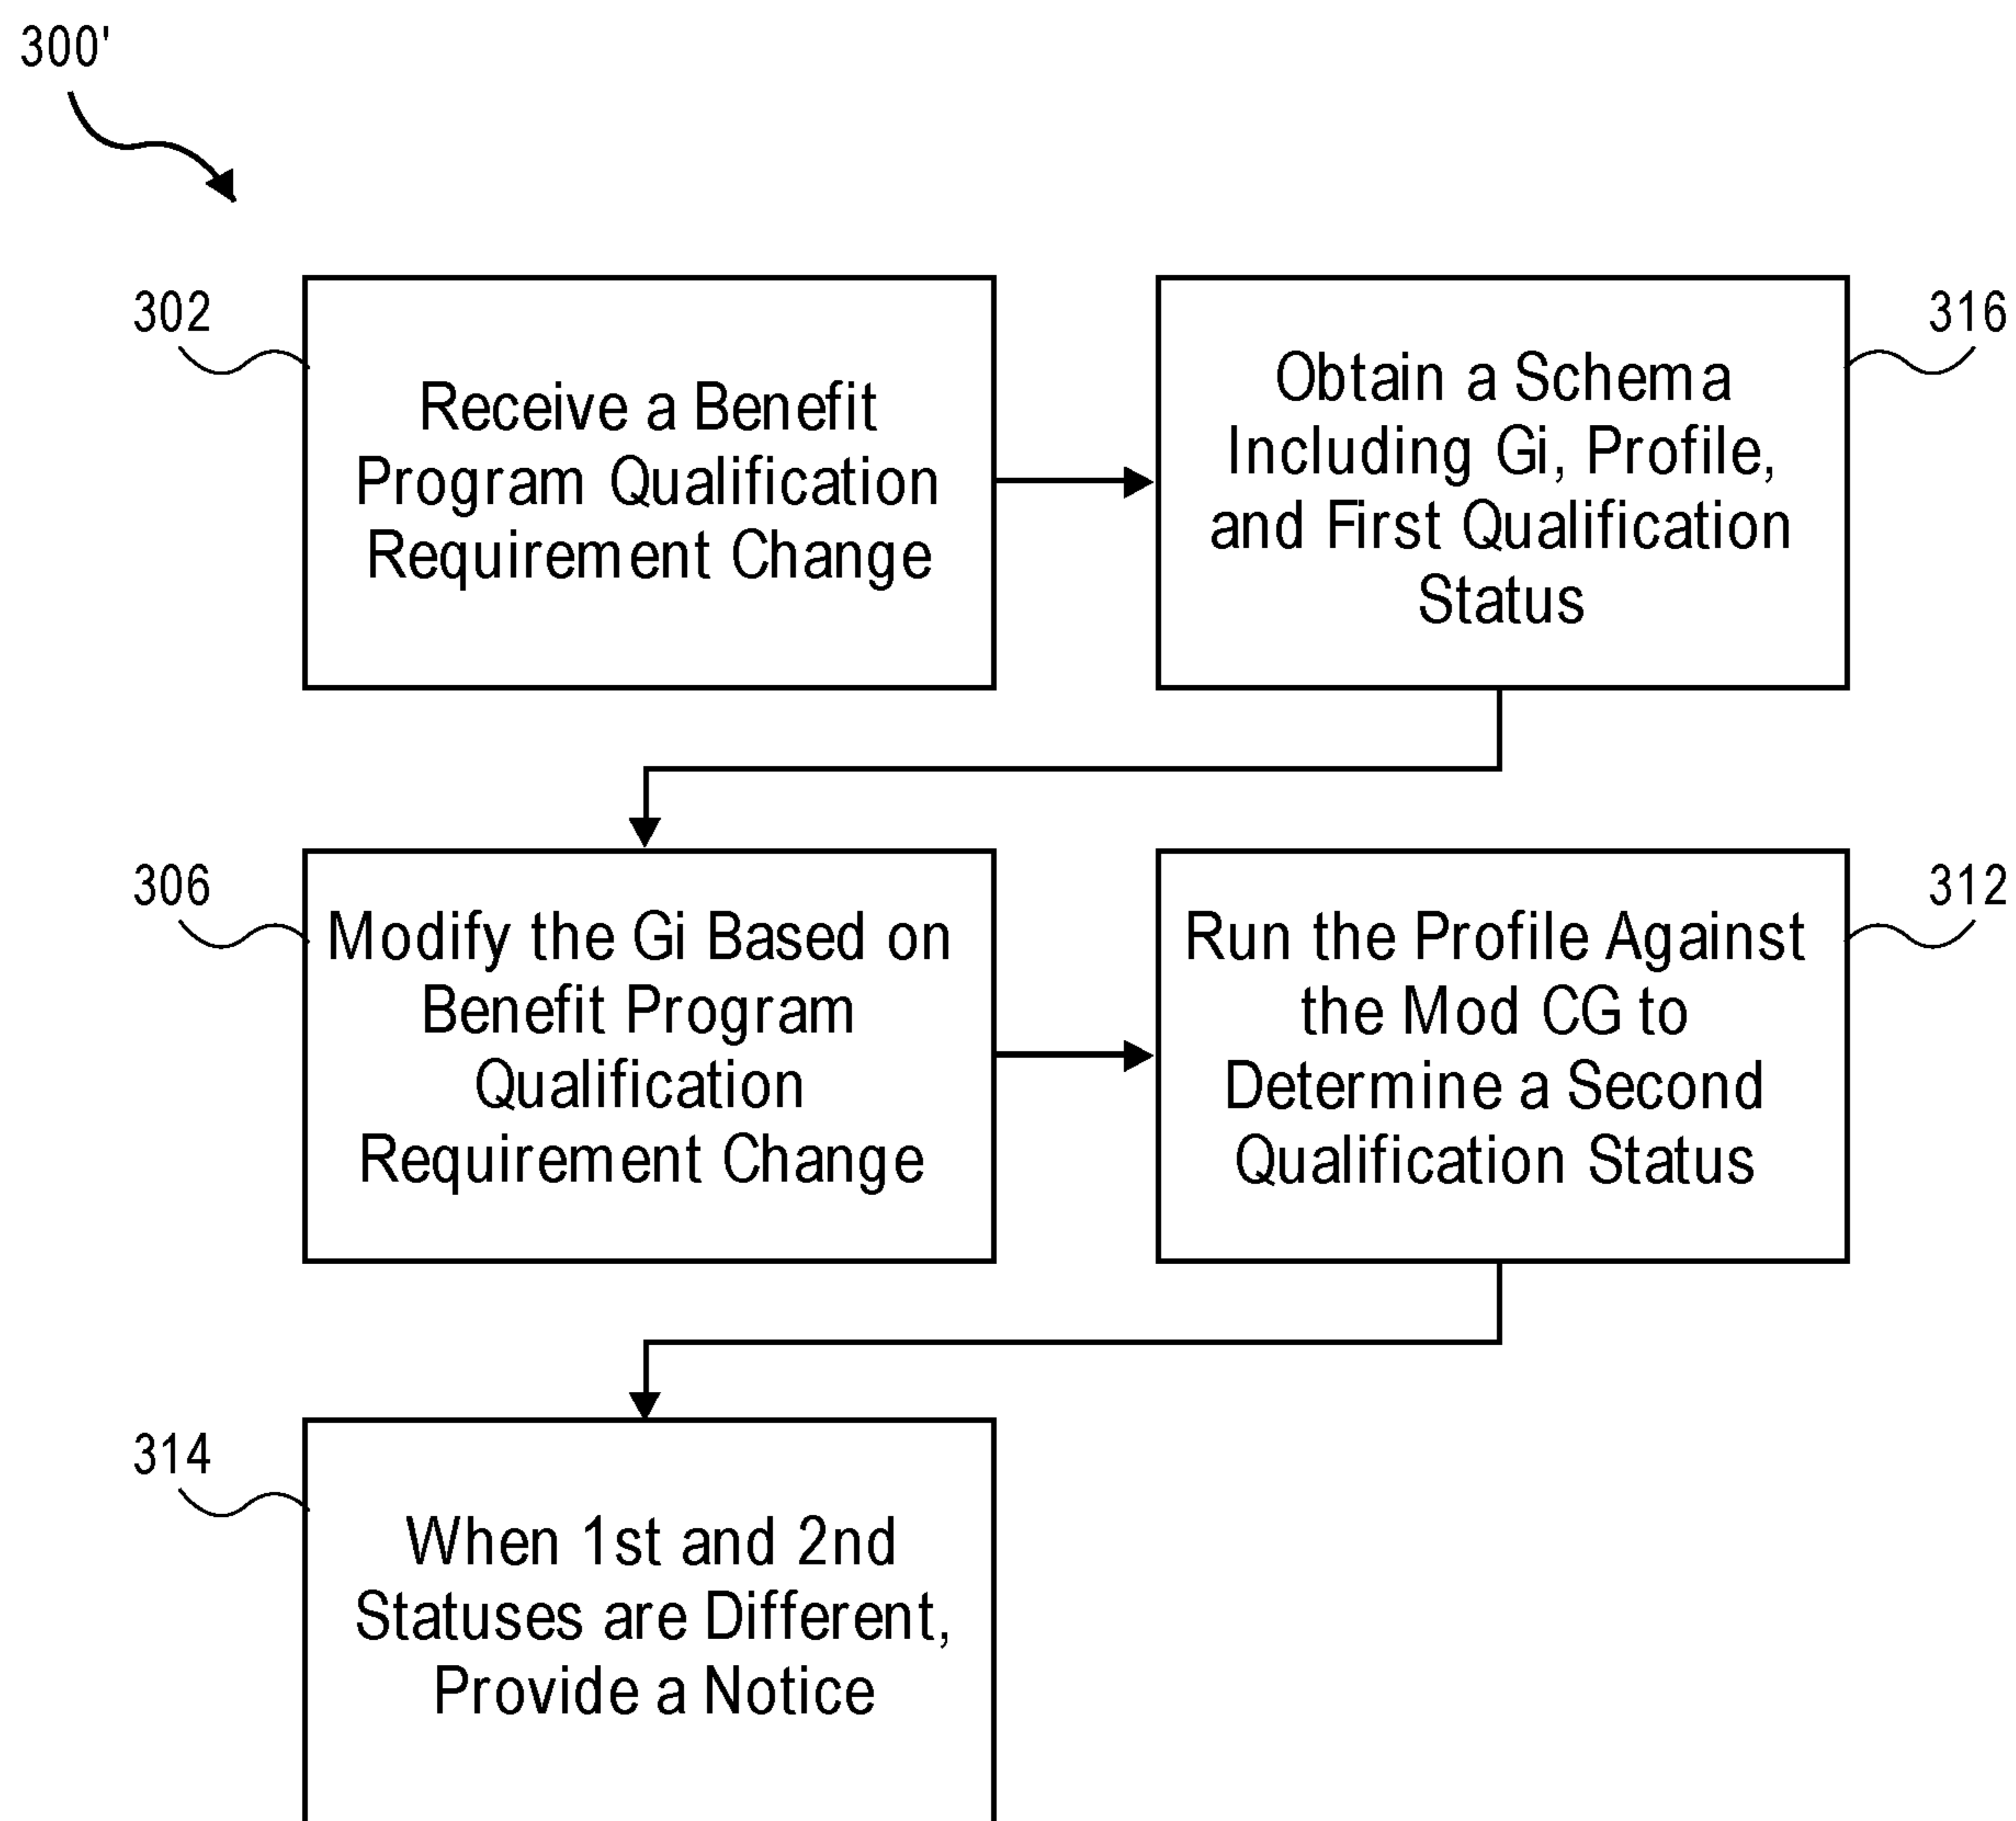 300'
302
Receive a Benefit
Program Qualification
Requirement Change
316
Obtain a Schema
Including Gi, Profile,
and First Qualification
Status
306
Modify the Gi Based on
Benefit Program
Qualification
Requirement Change
312
Run the Profile Against
the Mod CG to
Determine a Second
Qualification Status
314
When 1st and 2nd
Statuses are Different,
Provide a Notice